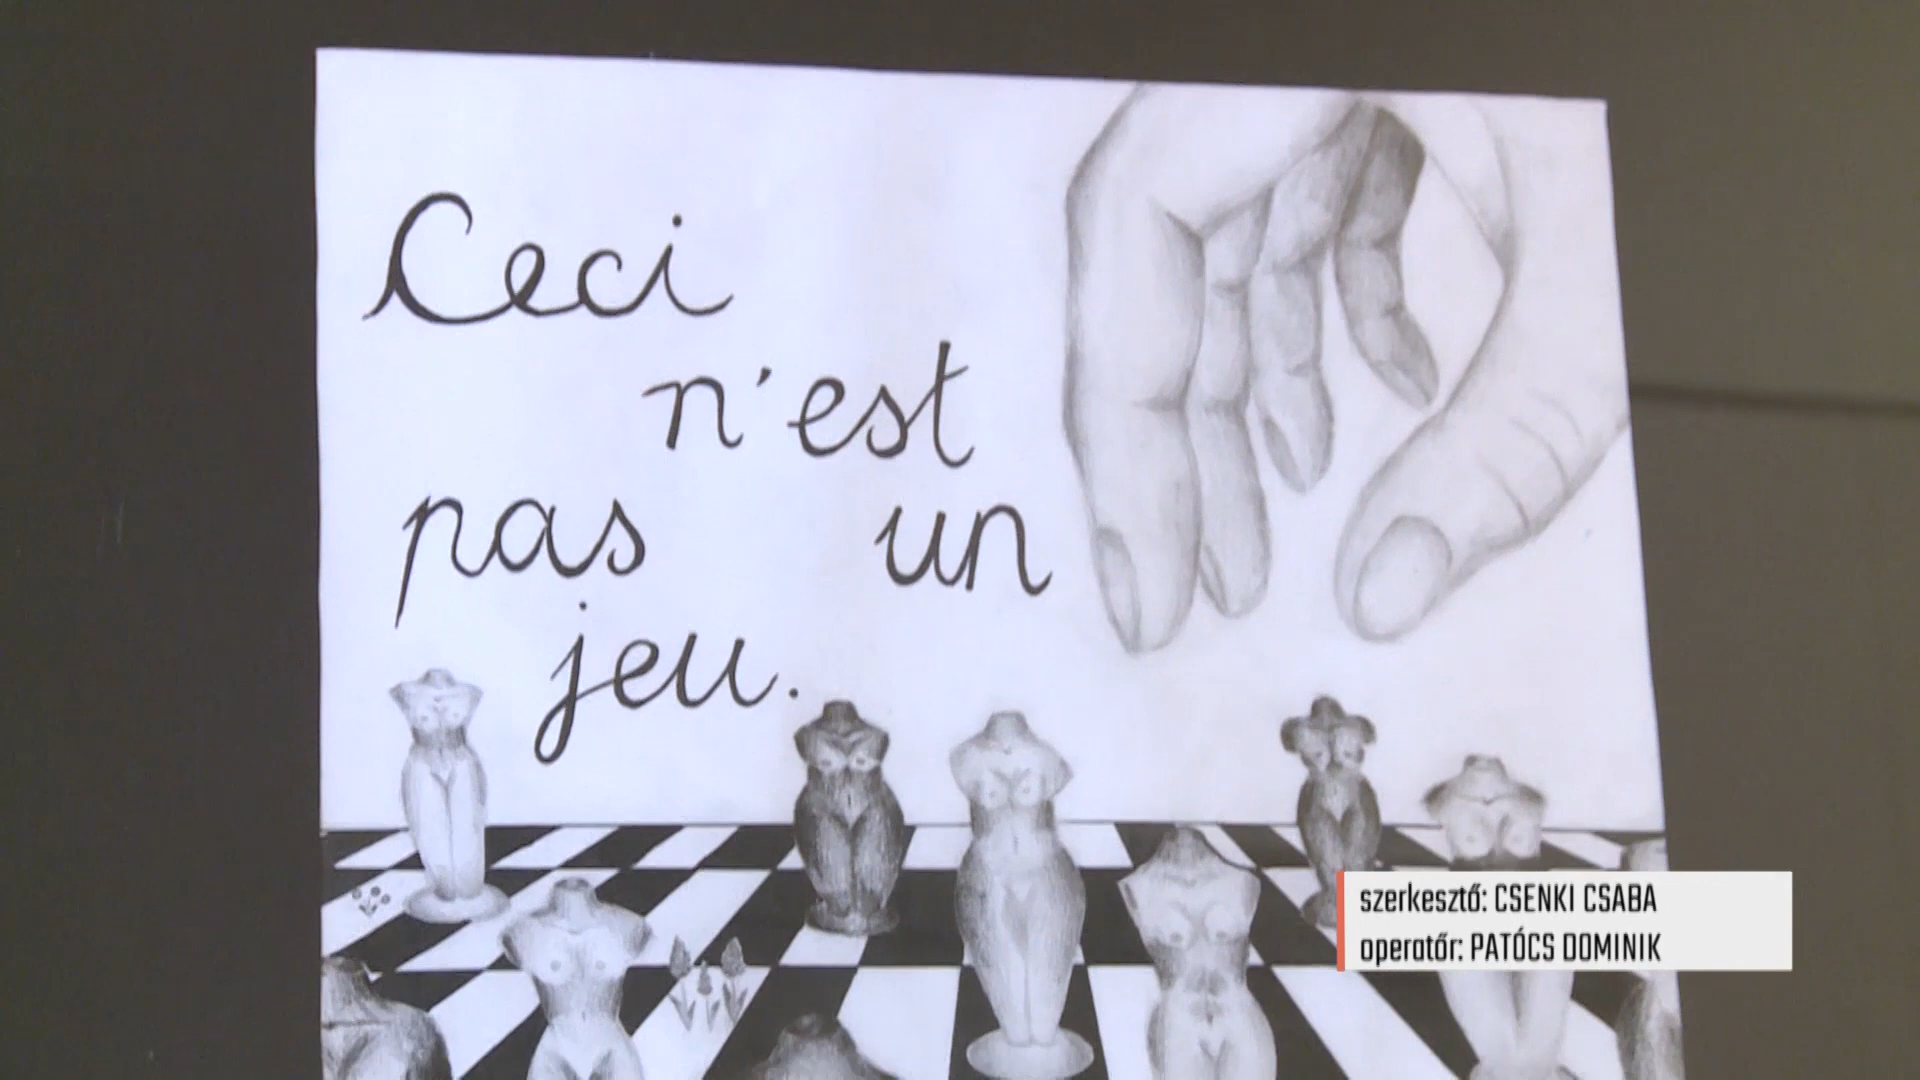 Ceci
n'est
pas un
jeu.
szerkesztő: CSENKI CSABA
operatőr: PATÓCS DOMINIK